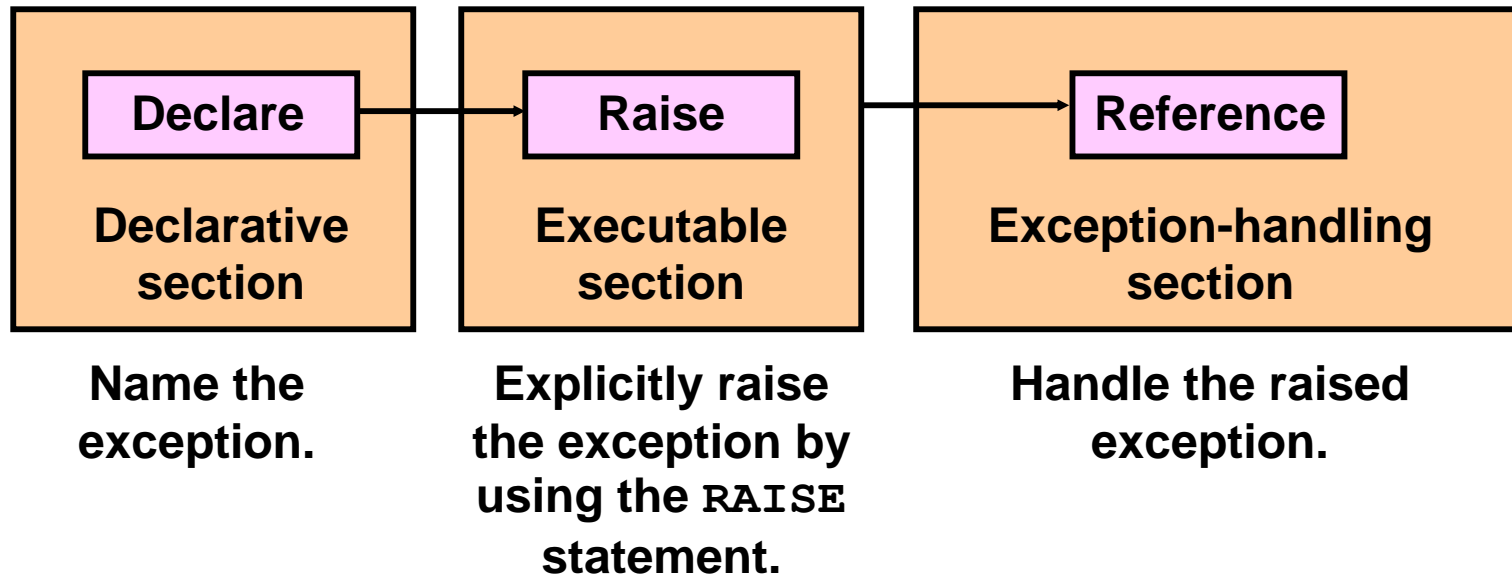 Declare
Declarative
section
Name the
exception.
Raise
Executable
section
Explicitly raise
the exception by
using the RAISE
statement.
Reference
Exception-handling
section
Handle the raised
exception.